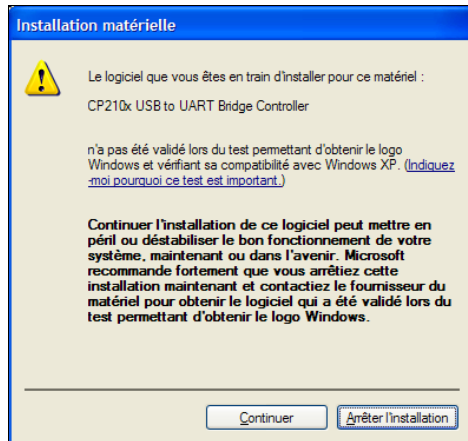 Installation matérielle
Le logiciel que vous êtes en train d'installer pour ce matériel :
CP210x USB to UART Bridge Controller
n'a pas été validé lors du test permettant d'obtenir le logo
Windows et vérifiant sa compatibilité avec Windows XP. (Indiquez
-moi pourquoi ce test est important.)
Continuer l'installation de ce logiciel peut mettre en
péril ou déstabiliser le bon fonctionnement de votre
système, maintenant ou dans l'avenir. Microsoft
recommande fortement que vous arrêtiez cette
installation maintenant et contactiez le fournisseur du
matériel pour obtenir le logiciel qui a été validé lors du
test permettant d'obtenir le logo Windows.
Continuer
Arrêter l'installation